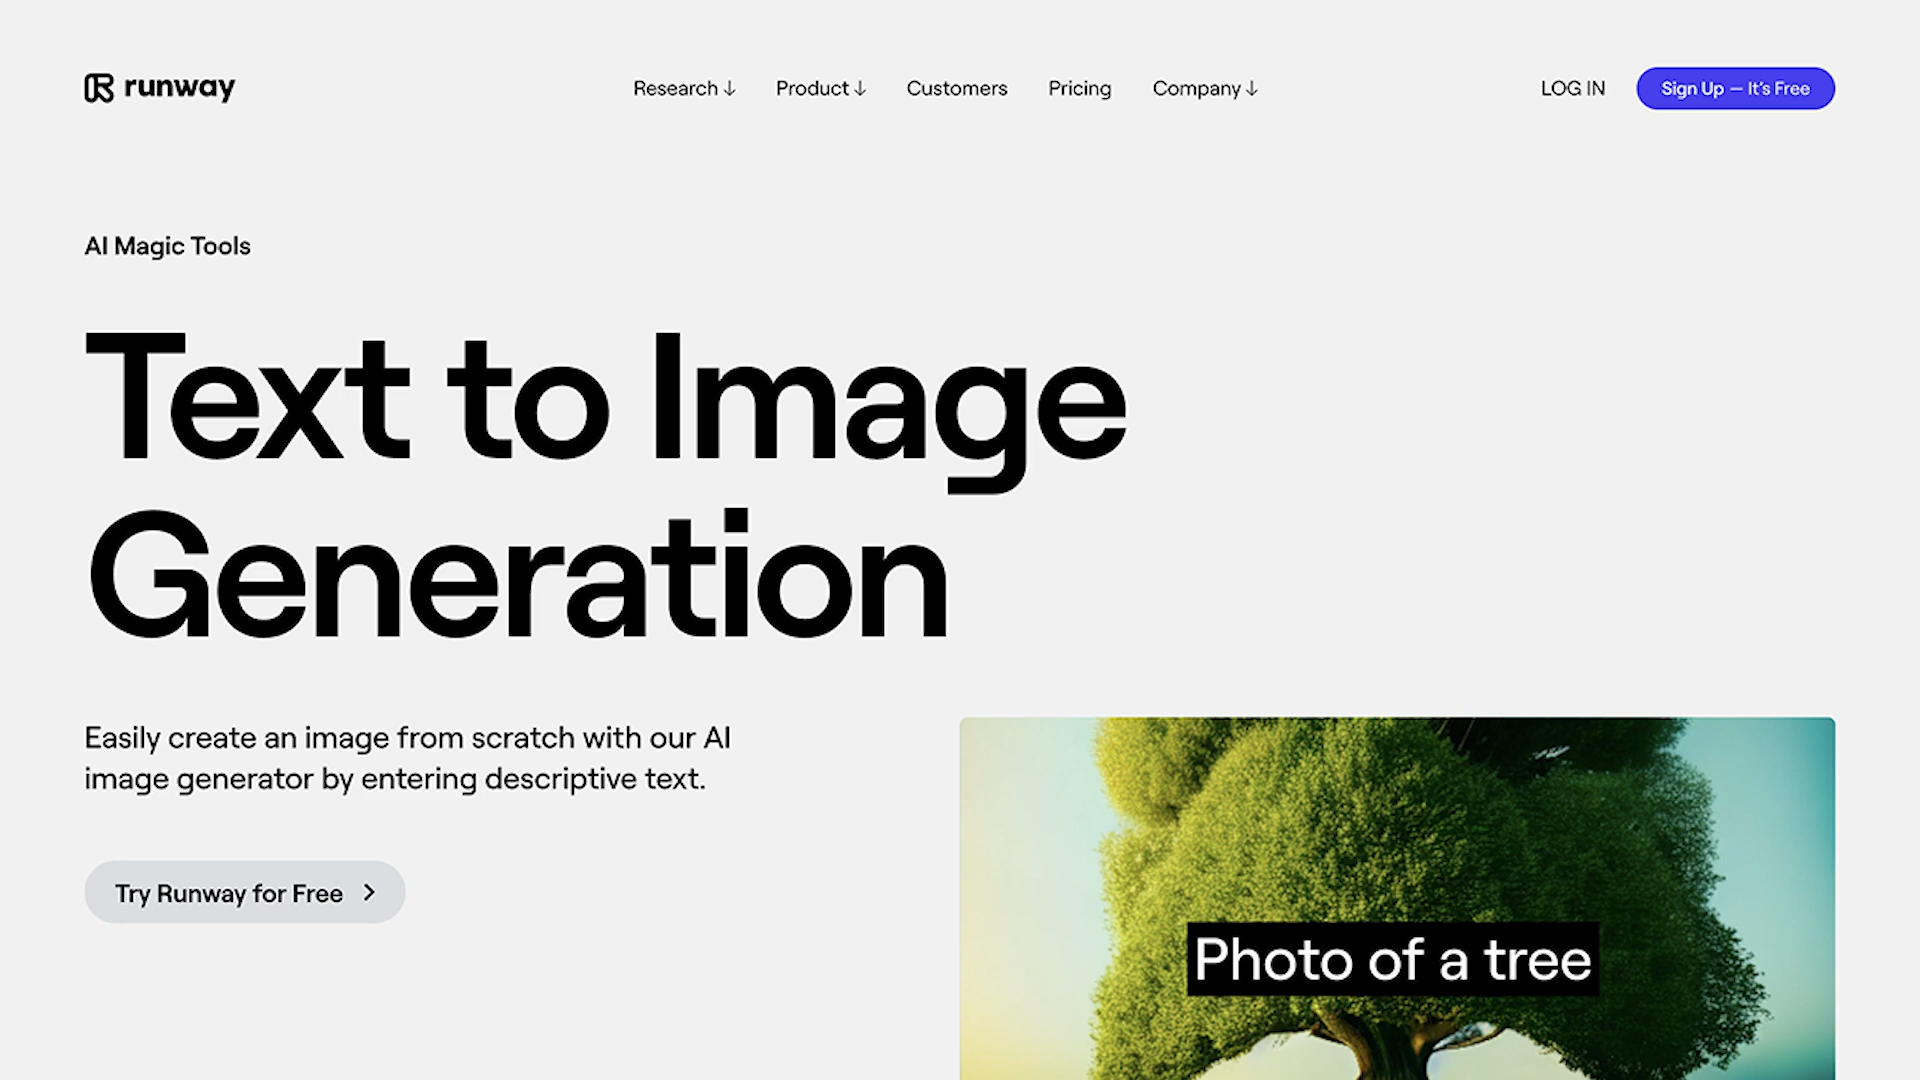 runway
Research ↓
Product ↓
Customers
Pricing
Company ↓
LOG IN
Sign Up — It's Free
AI Magic Tools
Text to Image
Generation
Easily create an image from scratch with our AI
image generator by entering descriptive text.
Try Runway for Free >
Photo of a tree